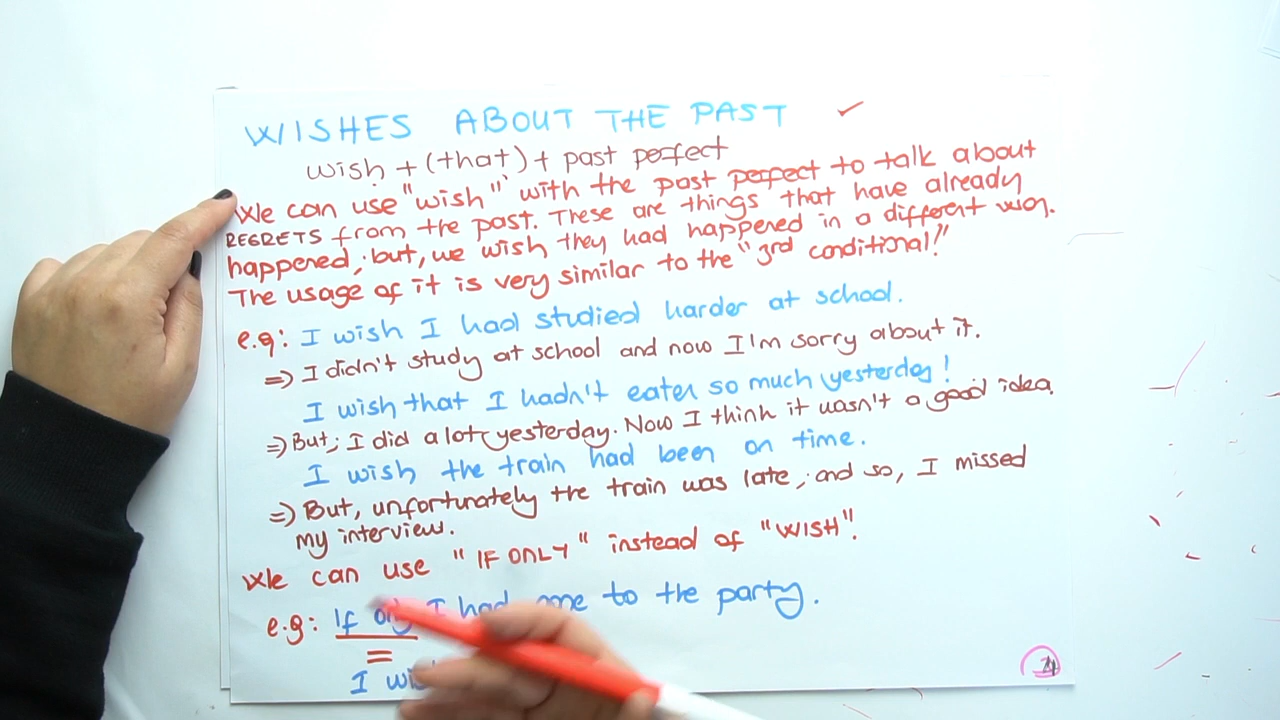 WISHES ABOUT THE PAST
wish + (that) + past perfect
We can use "wish" with the past perfect to talk about
REGRETS from the past. These are things that have already
happened; but, we wish they had happened in a different way.
The usage of it is very similar to the "3rd conditional!"
e.g: I wish I had studied harder at school.
=) I didn't study at school and now I'm sorry about it.
I wish that I hadn't eaten so much yesterday!
=) But; I did a lot yesterday. Now I think it wasn't a good idea.
I wish the train had been on time.
=) But, unfortunately the train was late; and so, I missed
my interview.
We can use "IF ONLY" instead of "WISH".
e.g: If only I had to the party.
=
I
4